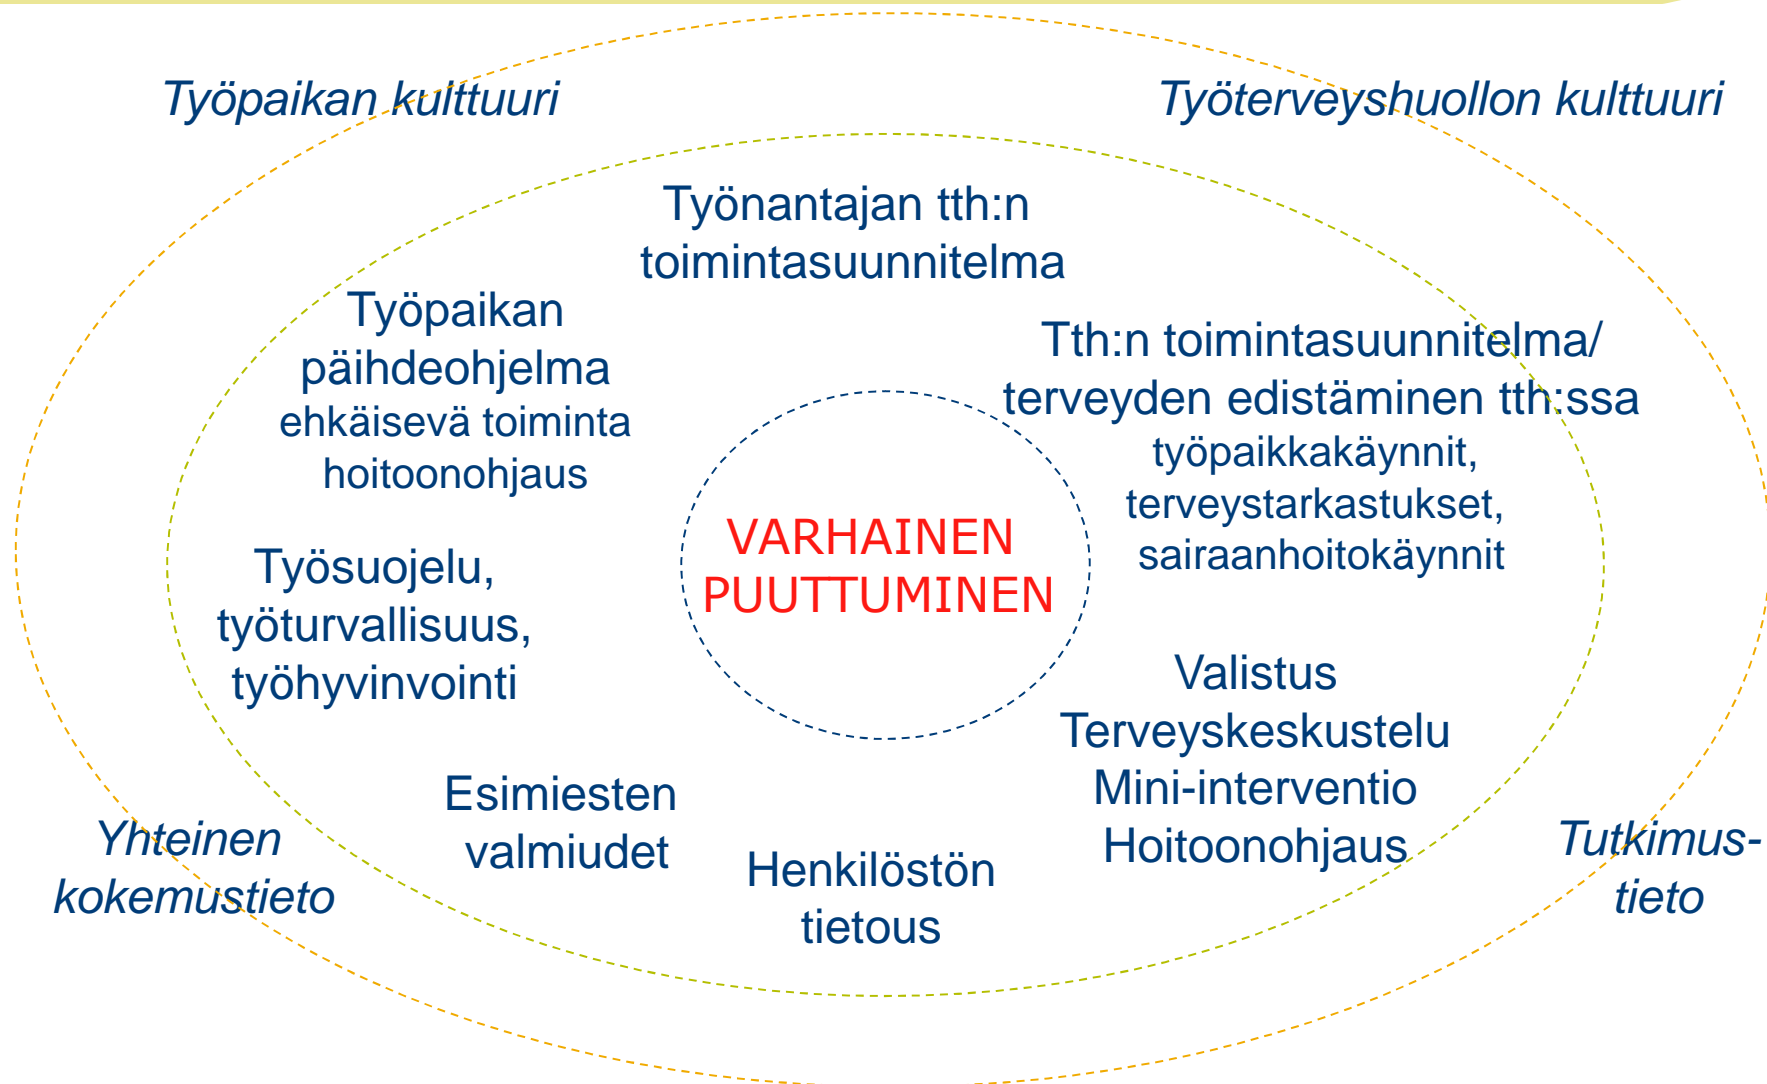 Työpaikan kulttuuri
Työterveyshuollon kulttuuri
Työnantajan tth:n
toimintasuunnitelma
Työpaikan
päihdeohjelma
ehkäisevä toiminta
hoitoonohjaus
Tth:n toimintasuunnitelma/
terveyden edistäminen tth:ssa
työpaikkakäynnit,
terveystarkastukset,
sairaanhoitokäynnit
VARHAINEN
PUUTTUMINEN
Työsuojelu,
työturvallisuus,
työhyvinvointi
Valistus
Terveyskeskustelu
Mini-interventio
Hoitoonohjaus
Esimiesten
valmiudet
Henkilöstön
tietous
Yhteinen
kokemustieto
Tutkimus-
tieto